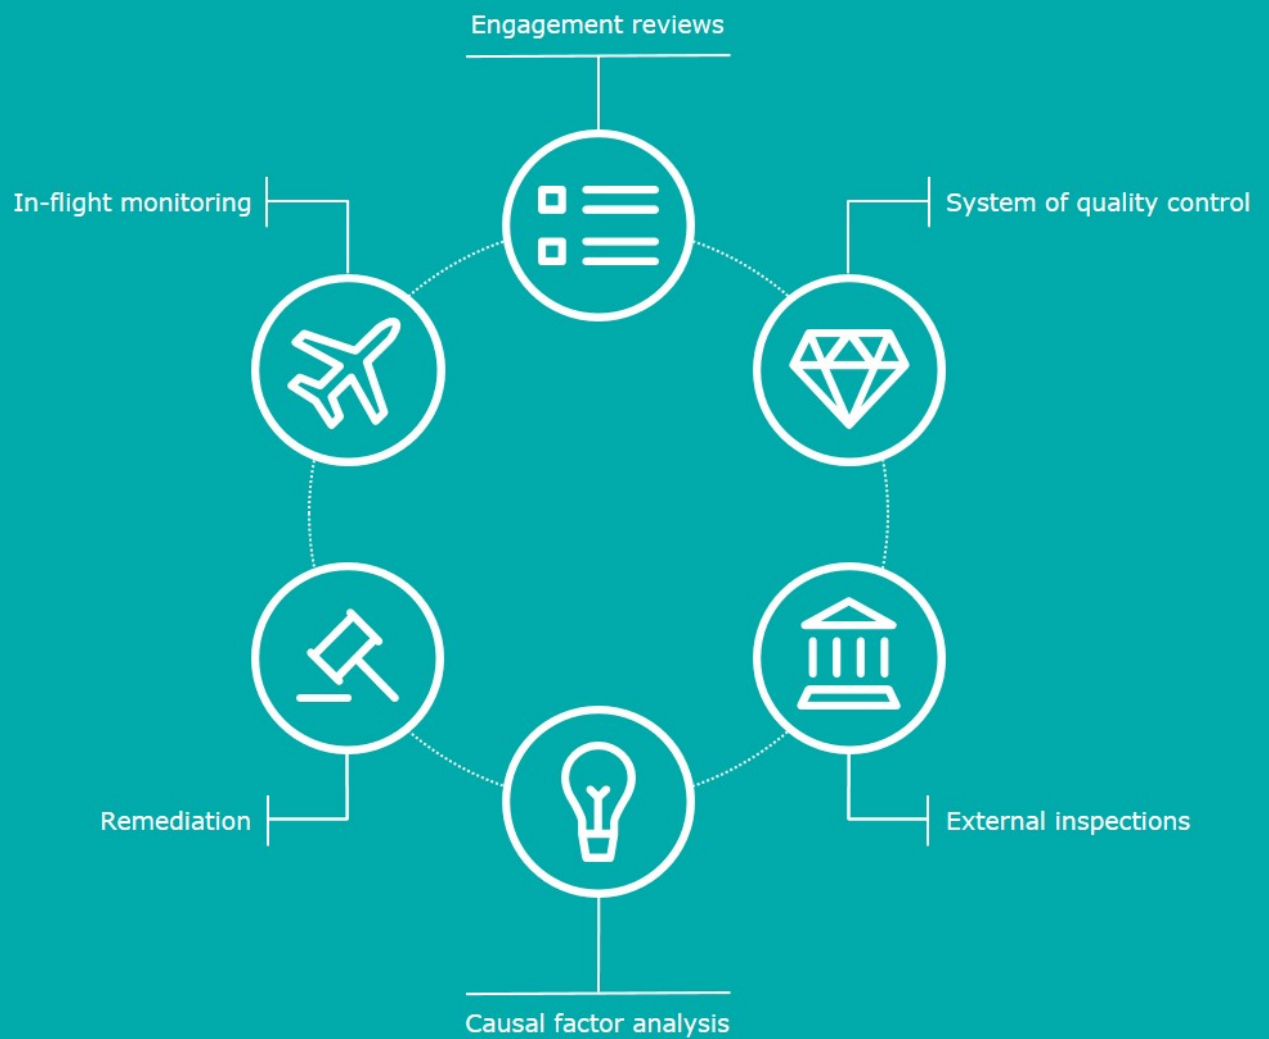 Engagement reviews
In-flight monitoring
System of quality control
Remediation
External inspections
Causal factor analysis